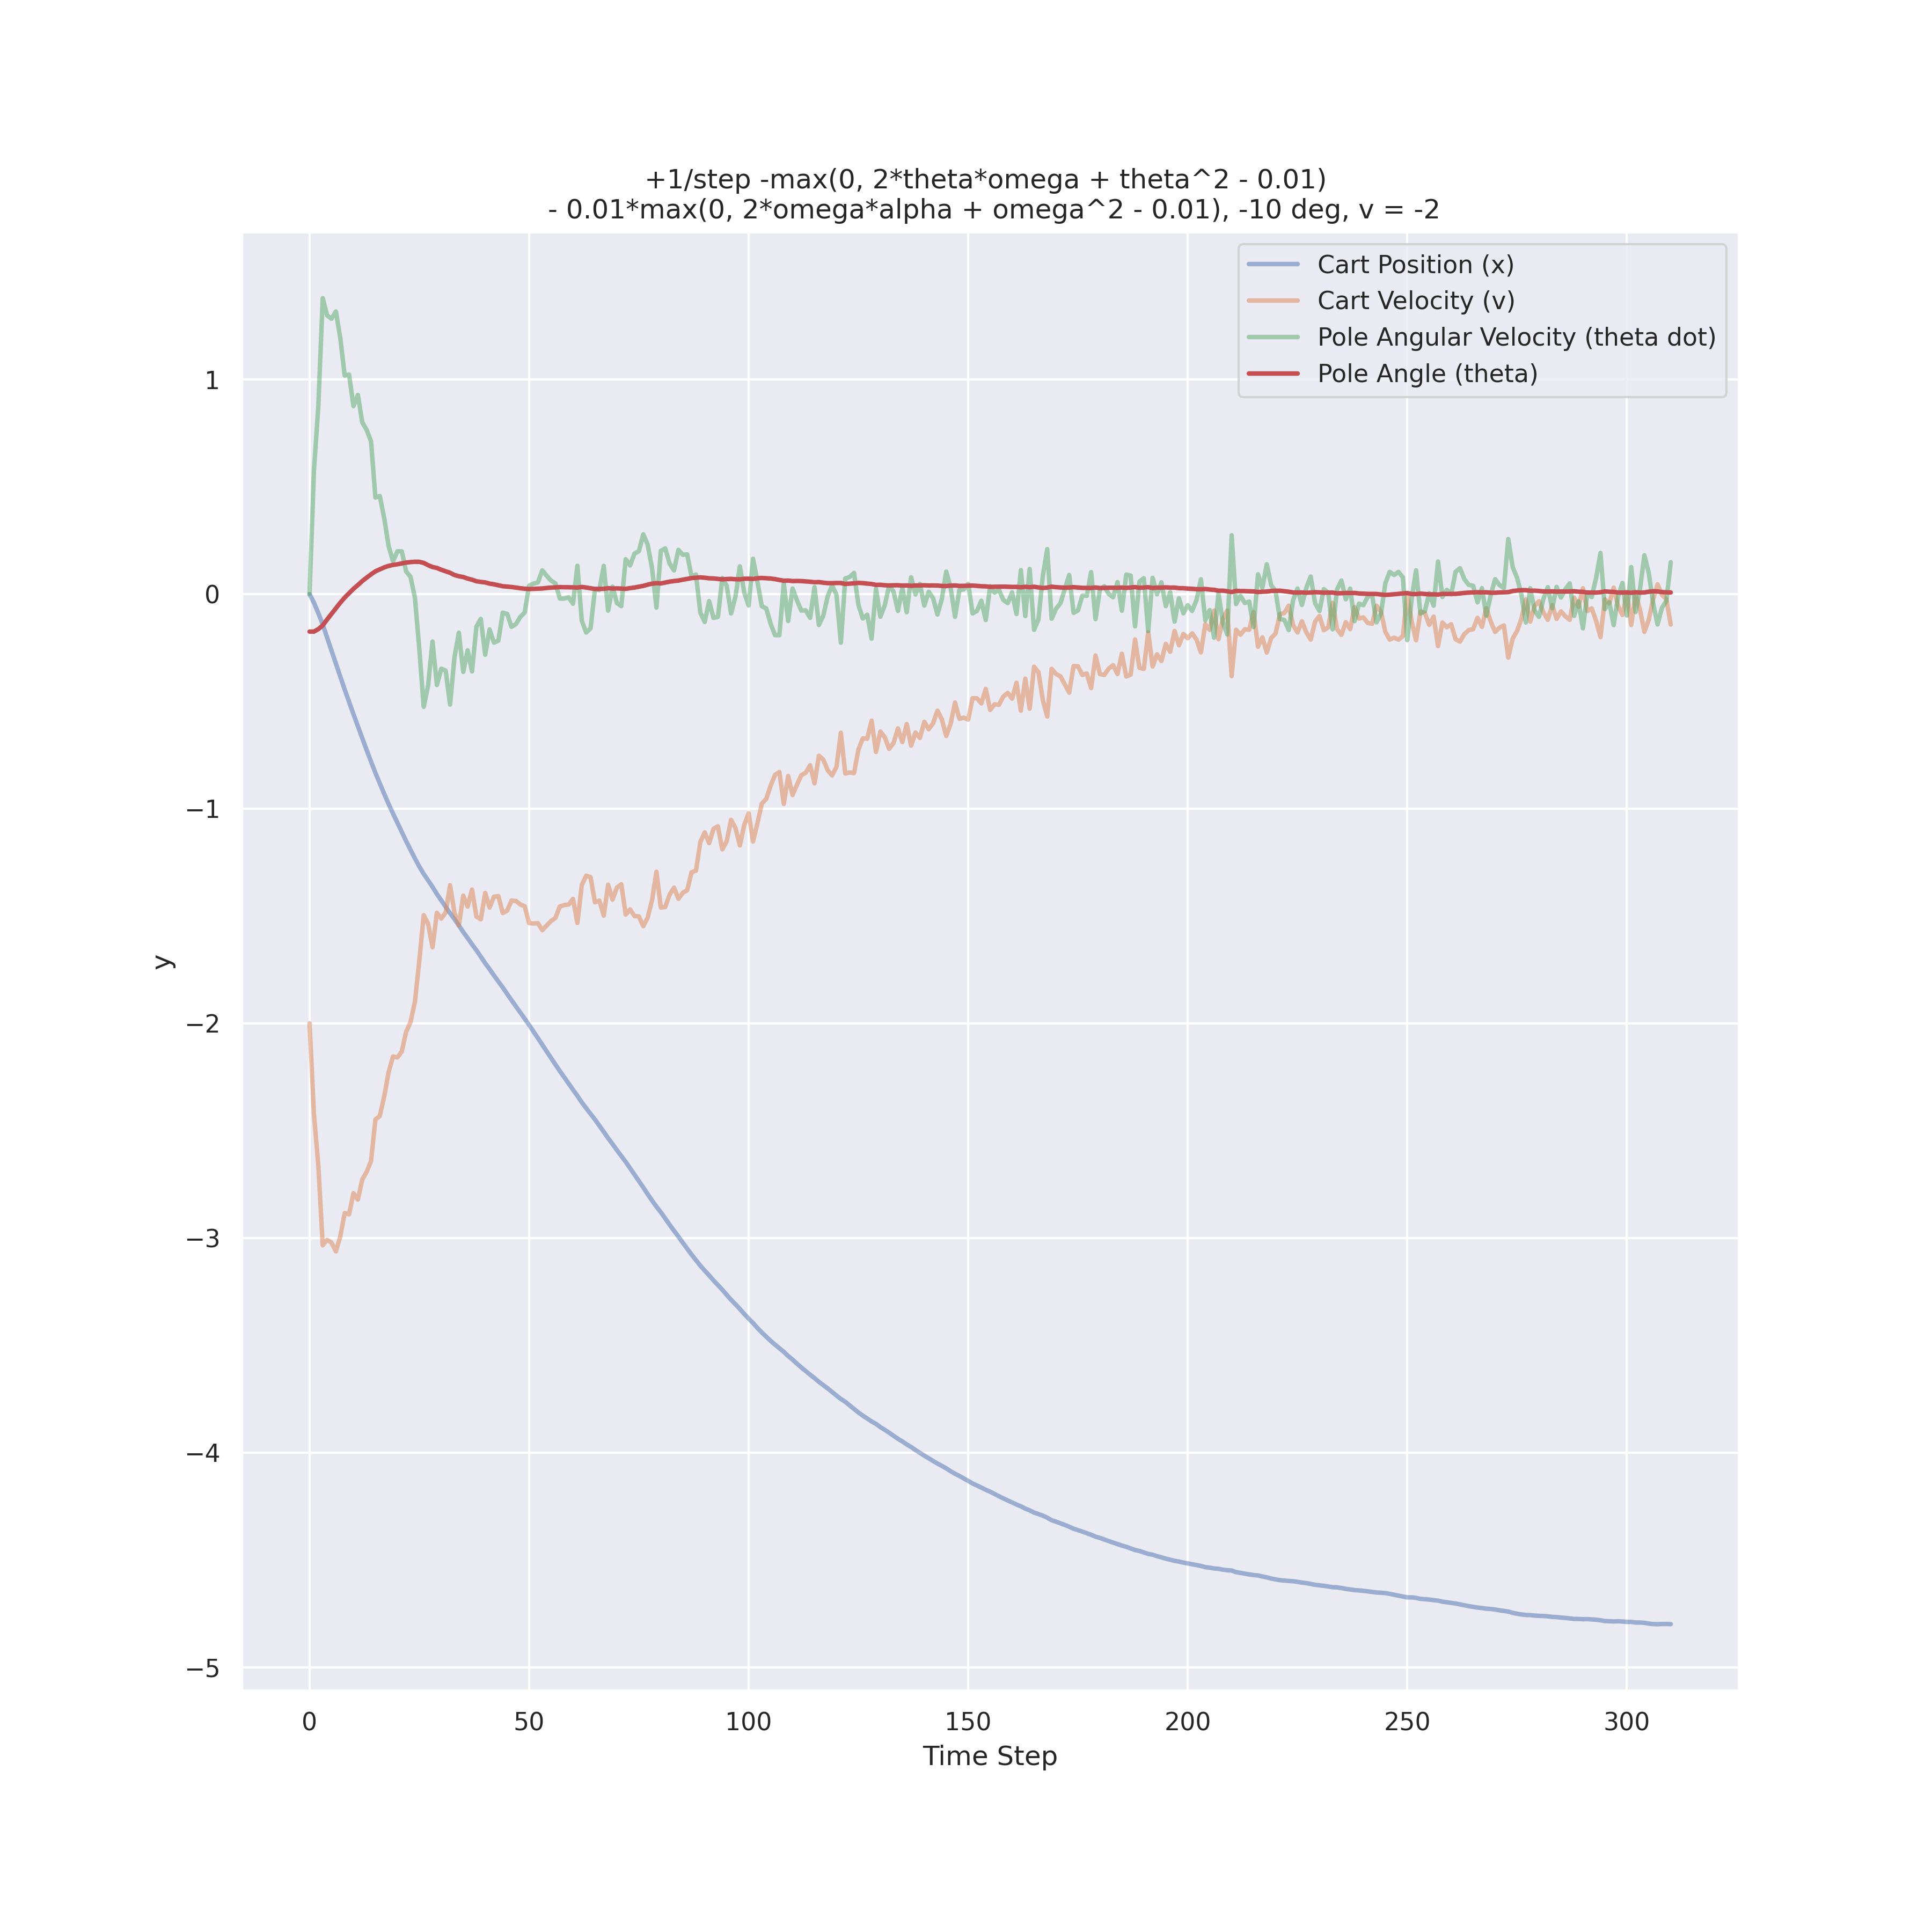 +1/step -max(0, 2*theta*omega + theta^2 - 0.01)
- 0.01*max(0, 2*omega*alpha + omega^2 - 0.01), -10 deg, v = -2
Cart Position (x)
Cart Velocity (v)
Pole Angular Velocity (theta dot)
Pole Angle (theta)
1
0
−1
−2
−3
−4
−5
y
0 50 100 150 200 250 300
Time Step